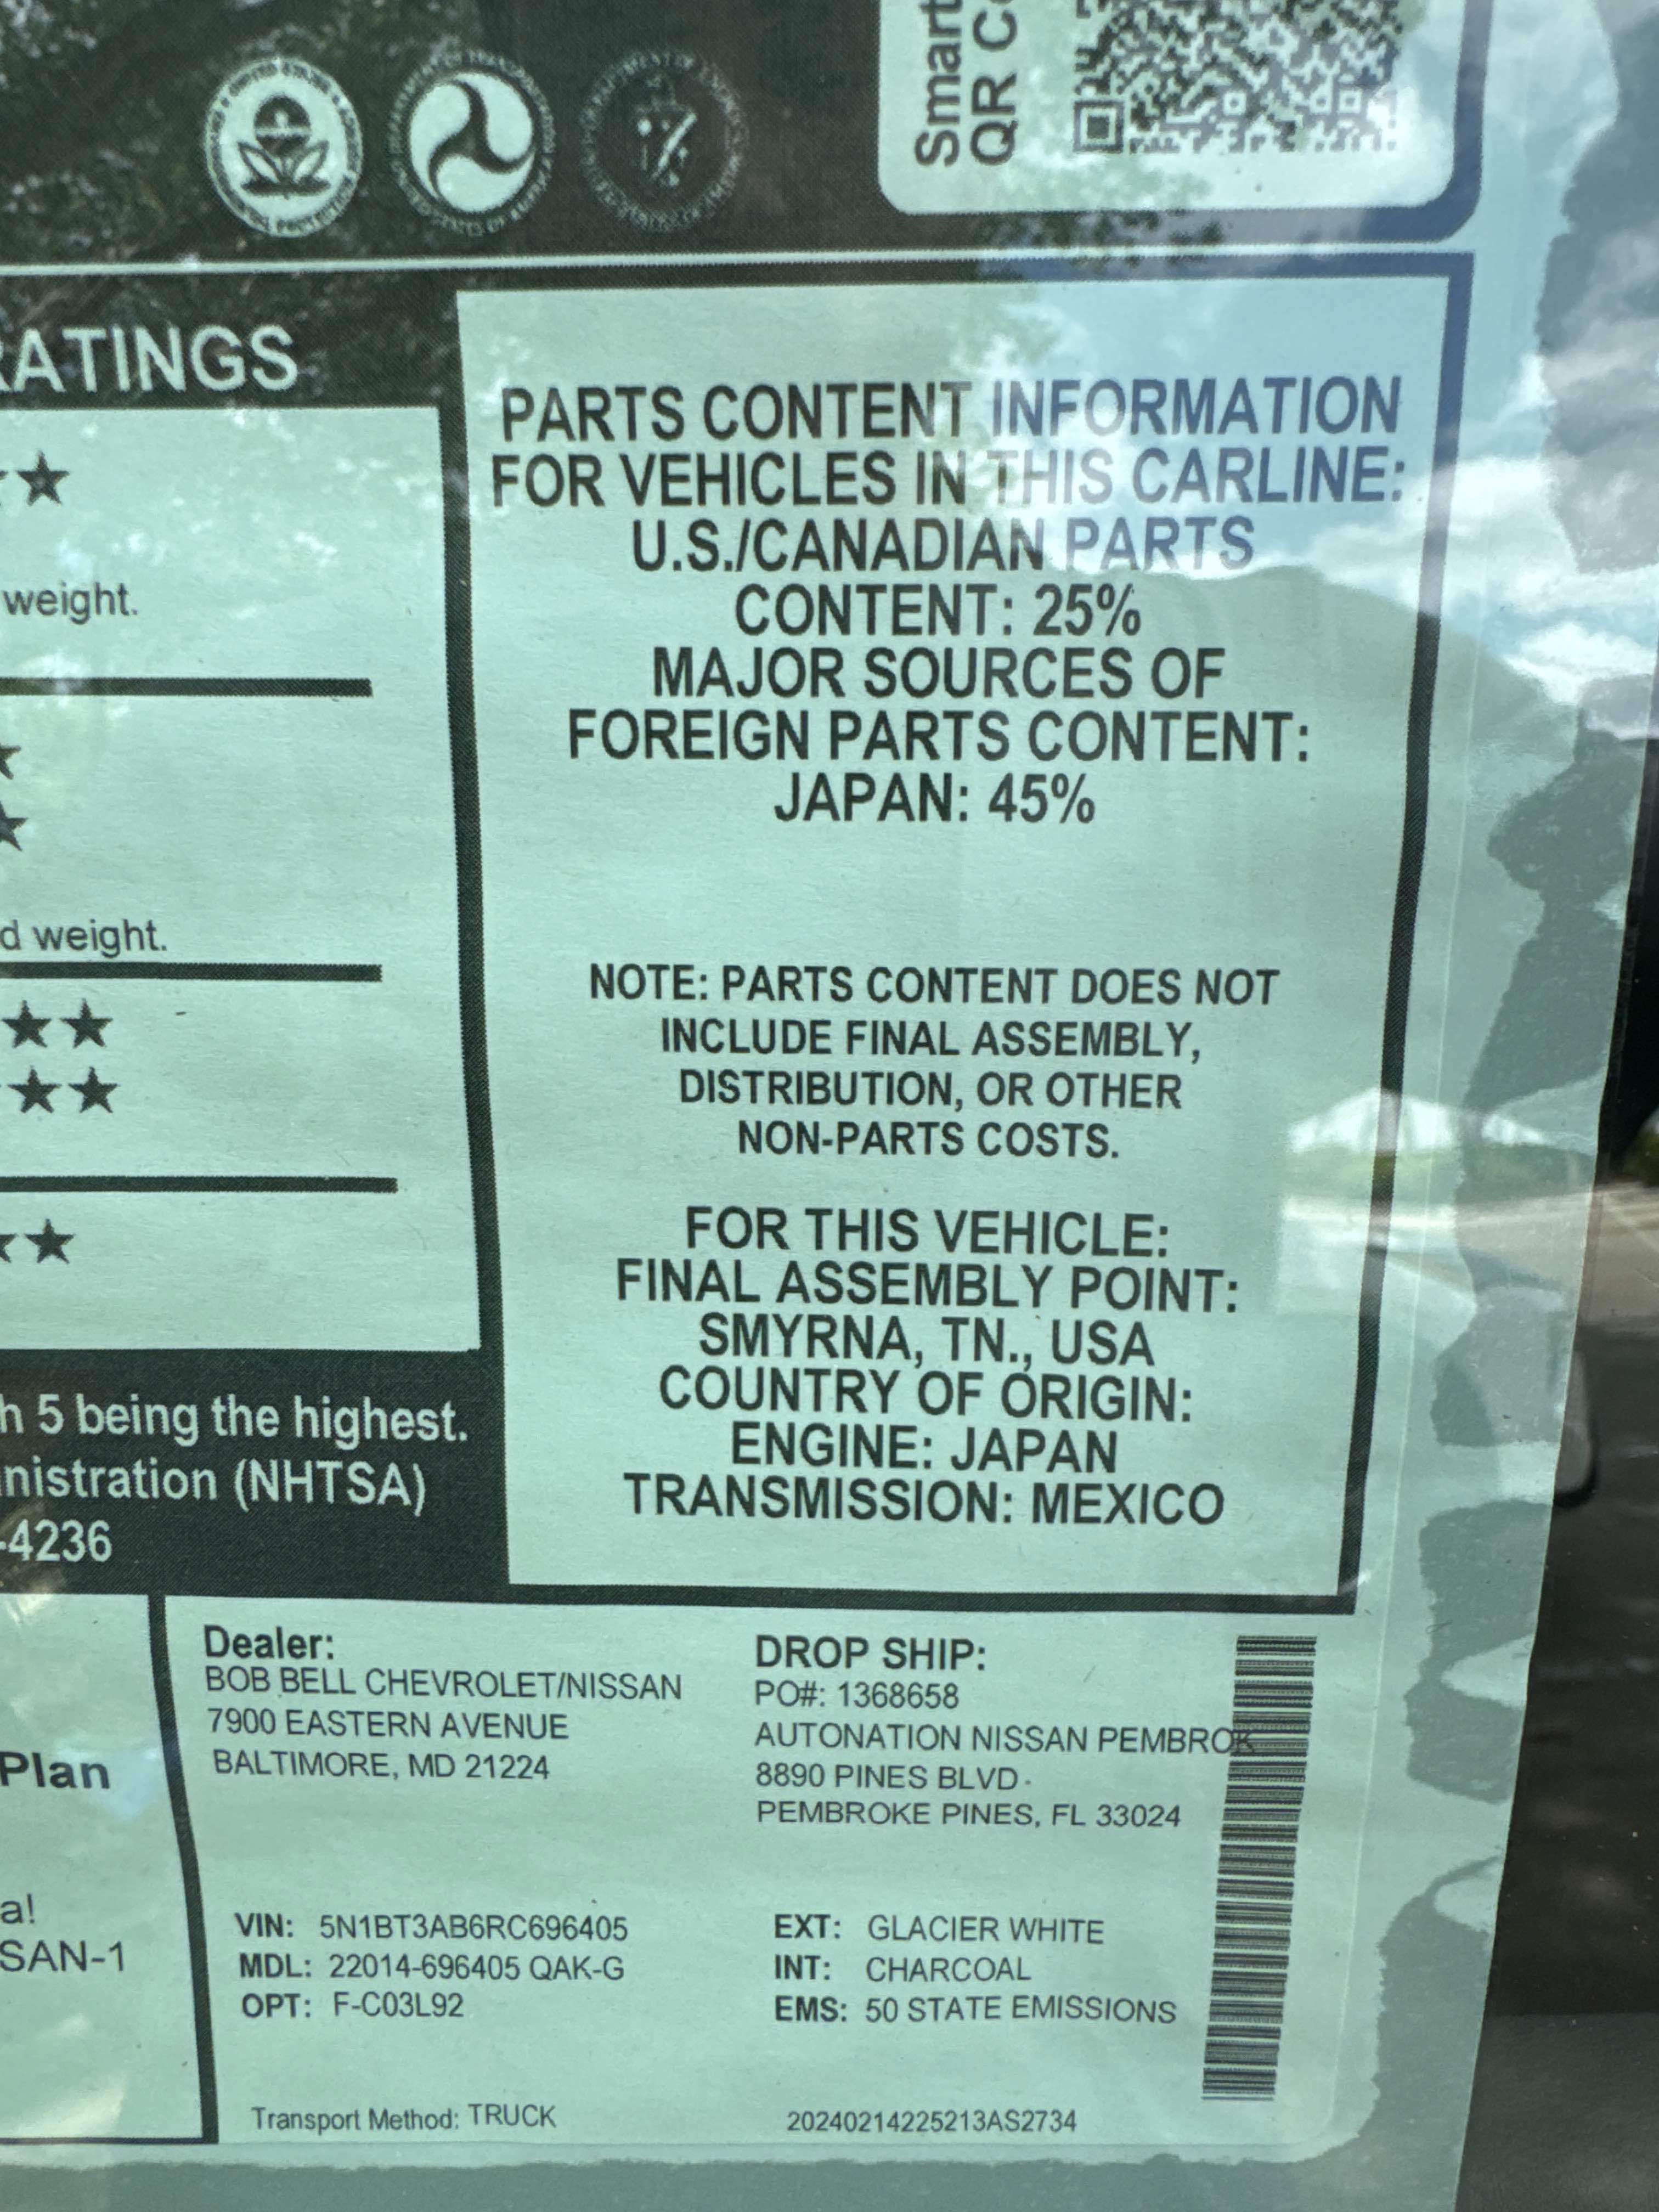 Smart
QR C
RATINGS
weight.
d weight.
h 5 being the highest.
nistration (NHTSA)
-4236
PARTS CONTENT INFORMATION
FOR VEHICLES IN THIS CARLINE:
U.S./CANADIAN PARTS
CONTENT: 25%
MAJOR SOURCES OF
FOREIGN PARTS CONTENT:
JAPAN: 45%
NOTE: PARTS CONTENT DOES NOT
INCLUDE FINAL ASSEMBLY,
DISTRIBUTION, OR OTHER
NON-PARTS COSTS.
FOR THIS VEHICLE:
FINAL ASSEMBLY POINT:
SMYRNA, TN., USA
COUNTRY OF ORIGIN:
ENGINE: JAPAN
TRANSMISSION: MEXICO
Plan
a!
SAN-1
Dealer:
BOB BELL CHEVROLET/NISSAN
7900 EASTERN AVENUE
BALTIMORE, MD 21224
DROP SHIP:
PO#: 1368658
AUTONATION NISSAN PEMBROK
8890 PINES BLVD
PEMBROKE PINES, FL 33024
VIN: 5N1BT3AB6RC696405
MDL: 22014-696405 QAK-G
OPT: F-C03L92
EXT: GLACIER WHITE
INT: CHARCOAL
EMS: 50 STATE EMISSIONS
Transport Method: TRUCK
20240214225213AS2734